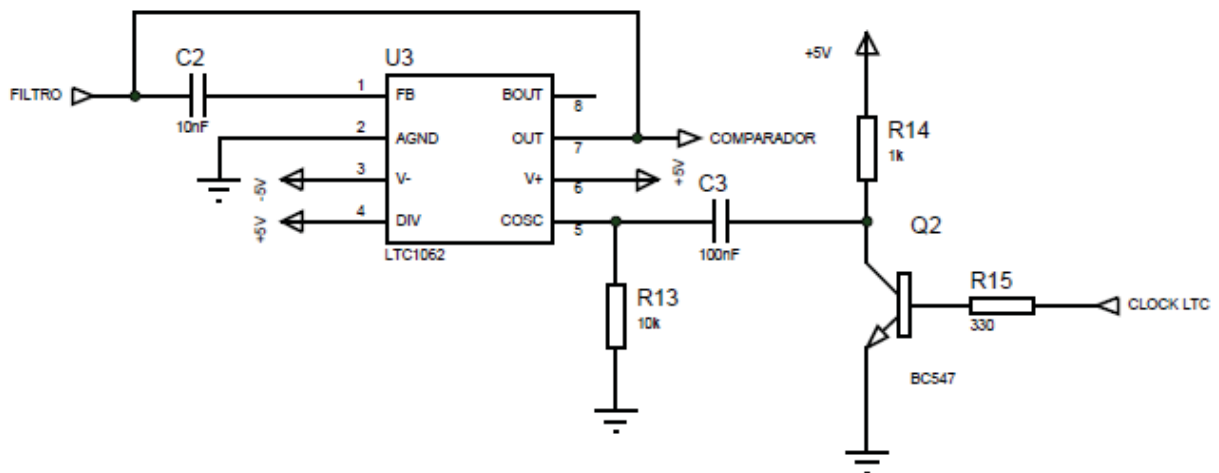 +5V
C2
U3
FILTRO
10nF
1
FB
BOUT
8
2
AGND
OUT
7
COMPARADOR
R14
1k
-5V
3
V-
V+
6
+5V
C3
+5V
4
DIV
COSC
5
100nF
LTC1062
Q2
R13
10k
R15
330
CLOCK LTC
BC547